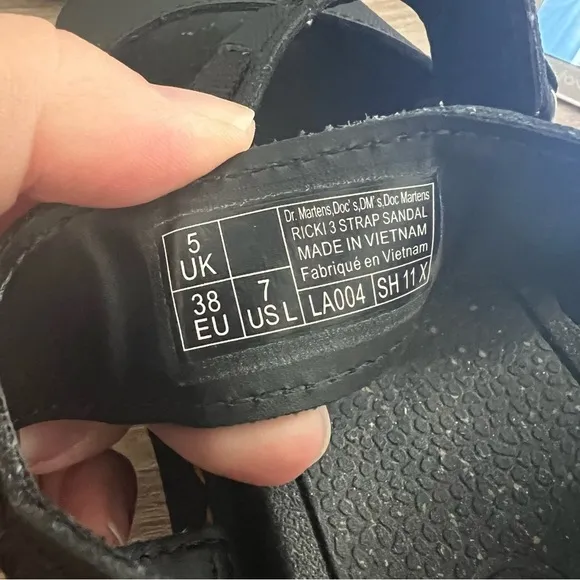 5
UK
38
EU
7
US L
Dr. Martens,Doc's,DM's,Doc Martens
RICKI 3 STRAP SANDAL
MADE IN VIETNAM
Fabriqué en Vietnam
LA004
SH 11 X